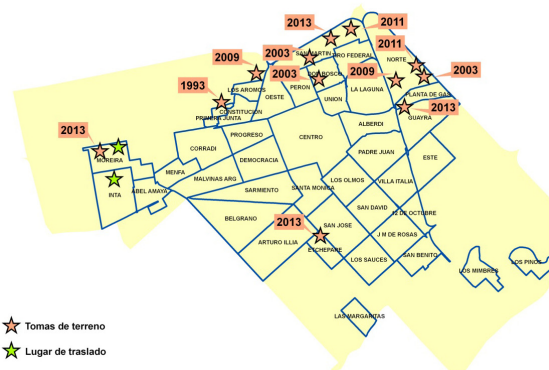 2013
2011
2011
2009
2003
SAN MARTIN
PRO FEDERAL
NORTE
2003
2009
2003
DON BOSCO
1993
LOS AROMOS
OESTE
PERON
LA LAGUNA
PLANTA DE GAS
UNION
2013
CONSTITUCION
PRIMERA JUNTA
GUAYRA
ALBERDI
2013
PROGRESO
CENTRO
CORRADI
PADRE JUAN
MOREIRA
DEMOCRACIA
ESTE
MENFA
MALVINAS ARG
LOS OLMOS
VILLA ITALIA
INTA
ABEL AMAYA
SARMIENTO
SANTA MONICA
SAN DAVID
12 DE OCTUBRE
BELGRANO
2013
SAN JOSE
J M DE ROSAS
ARTURO ILLIA
ETCHEPARE
SAN BENITO
LOS SAUCES
LOS PINOS
LOS MIMBRES
LAS MARGARITAS
Tomas de terreno
Lugar de traslado